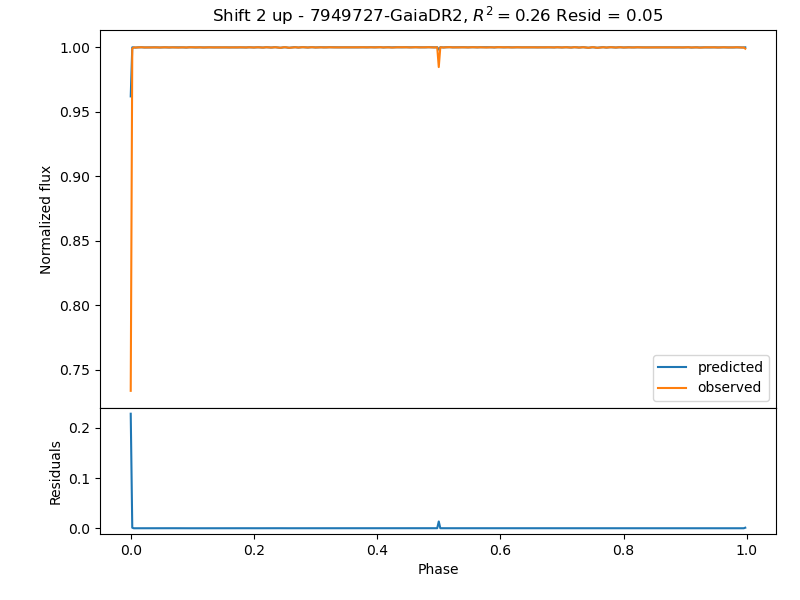 Shift 2 up - 7949727-GaiaDR2, R² = 0.26 Resid = 0.05
Normalized flux
1.00
0.95
0.90
0.85
0.80
0.75
predicted
observed
Residuals
0.2
0.1
0.0
0.0 0.2 0.4 0.6 0.8 1.0
Phase